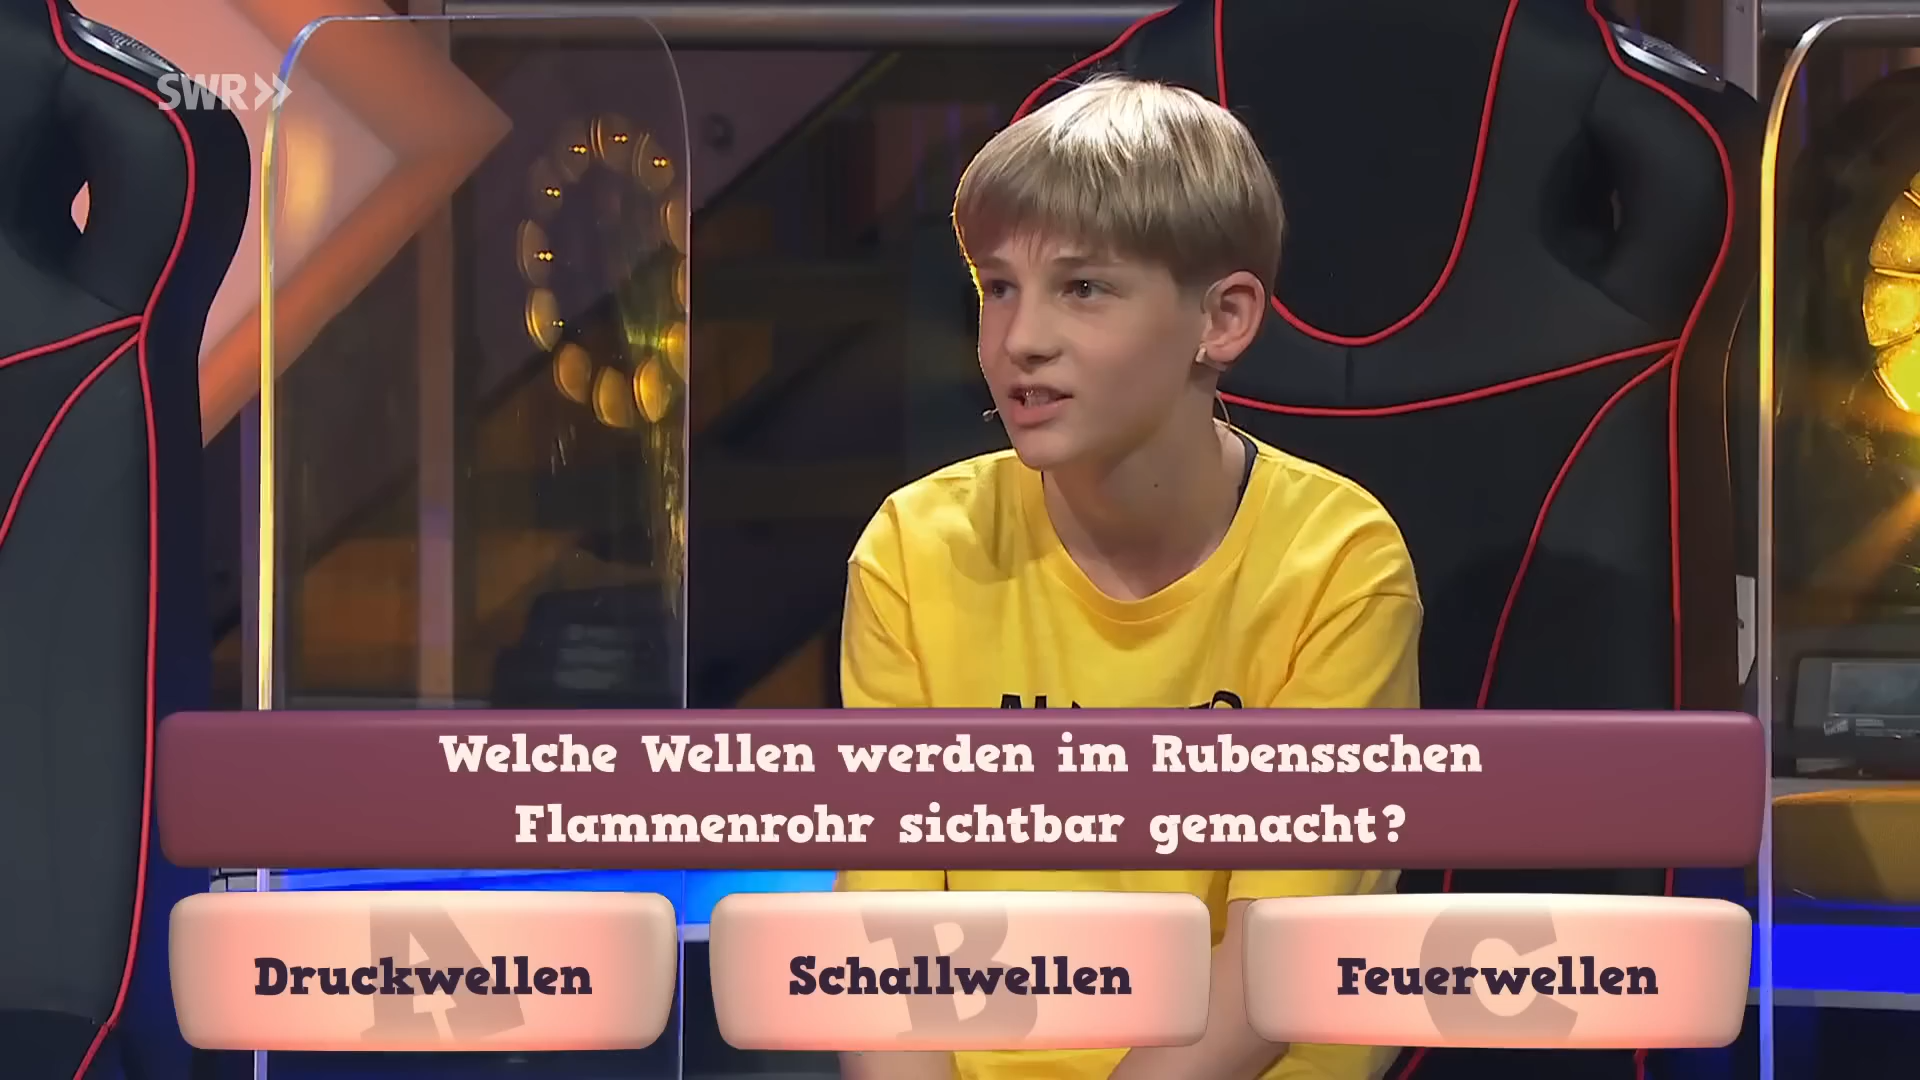 SWR»
Welche Wellen werden im Rubensschen
Flammenrohr sichtbar gemacht?
A
Druckwellen
B
Schallwellen
C
Feuerwellen